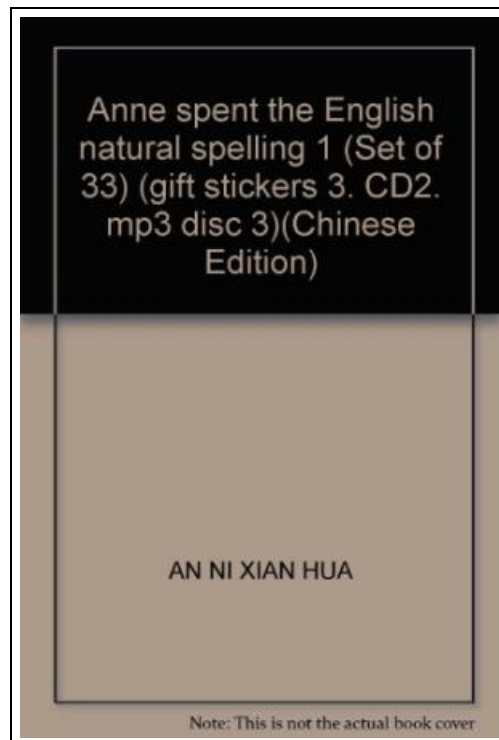 Anne spent the English
natural spelling 1 (Set of
33) (gift stickers 3. CD2.
mp3 disc 3)(Chinese
Edition)
AN NI XIAN HUA
Note: This is not the actual book cover